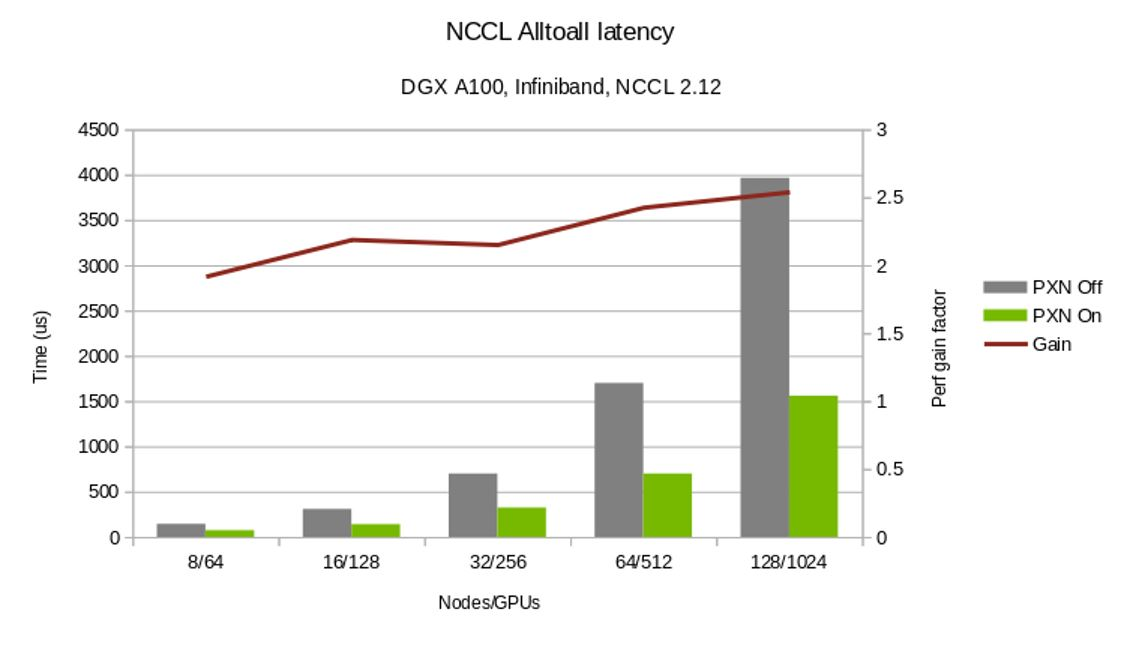 NCCL Alltoall latency
DGX A100, Infiniband, NCCL 2.12
4500
4000
3500
3000
2500
2000
1500
1000
500
0
Time (us)
3
2.5
2
1.5
1
0.5
0
Perf gain factor
8/64
16/128
32/256
64/512
128/1024
Nodes/GPUs
PXN Off
PXN On
Gain